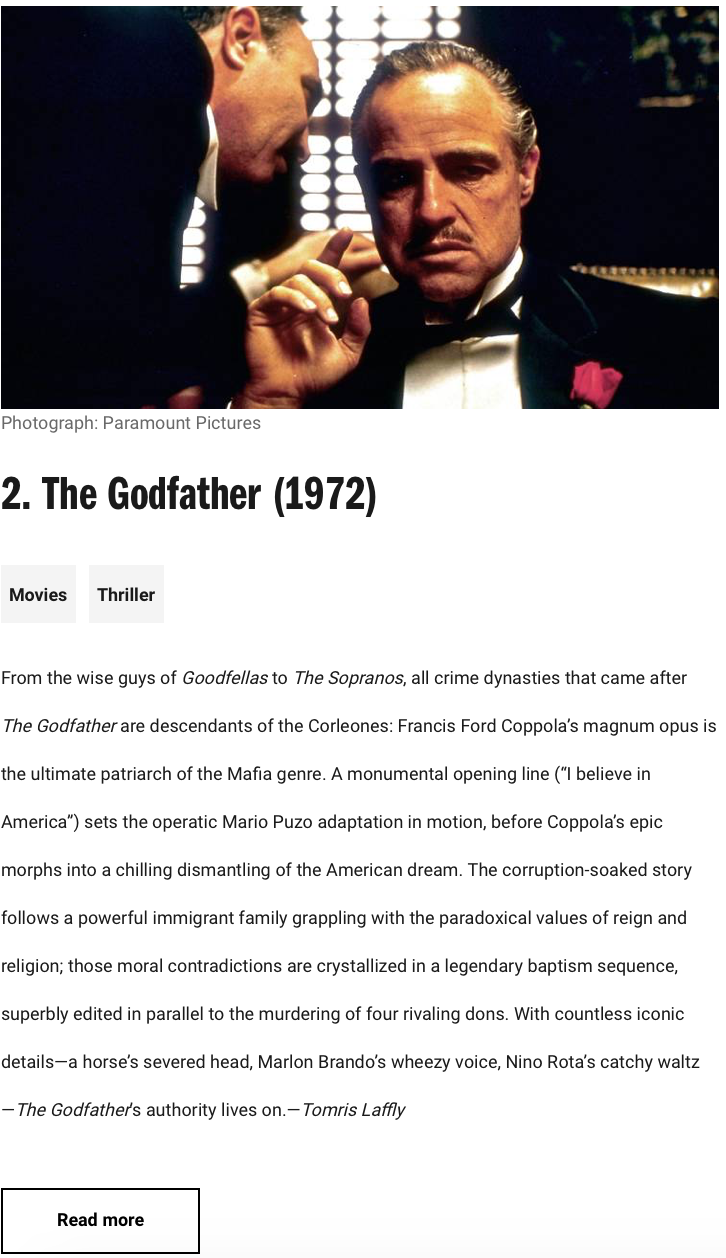 Photograph: Paramount Pictures
2. The Godfather (1972)
Movies
Thriller
From the wise guys of Goodfellas to The Sopranos, all crime dynasties that came after
The Godfather are descendants of the Corleones: Francis Ford Coppola’s magnum opus is
the ultimate patriarch of the Mafia genre. A monumental opening line (“I believe in
America”) sets the operatic Mario Puzo adaptation in motion, before Coppola’s epic
morphs into a chilling dismantling of the American dream. The corruption-soaked story
follows a powerful immigrant family grappling with the paradoxical values of reign and
religion; those moral contradictions are crystallized in a legendary baptism sequence,
superbly edited in parallel to the murdering of four rivaling dons. With countless iconic
details—a horse’s severed head, Marlon Brando’s wheezy voice, Nino Rota’s catchy waltz
—The Godfather’s authority lives on.—Tomris Laffly
Read more